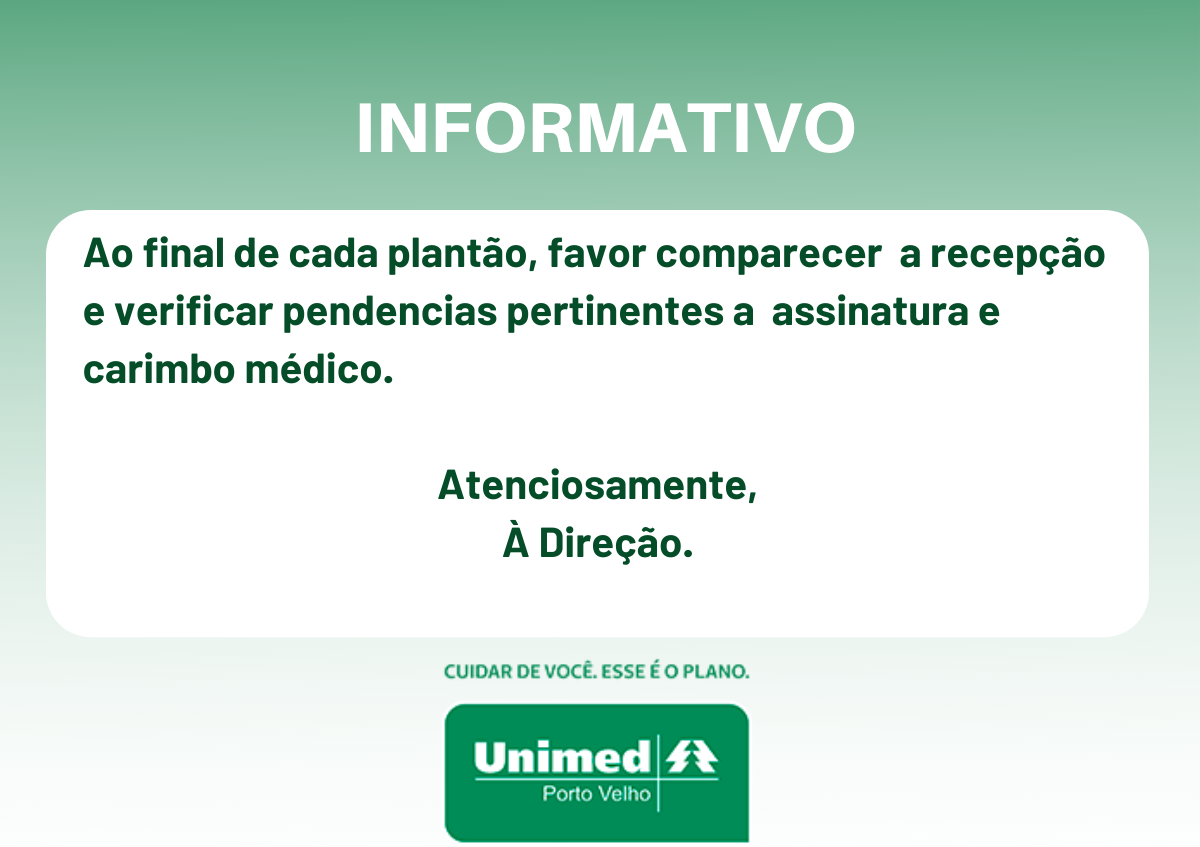 INFORMATIVO
Ao final de cada plantão, favor comparecer  a recepção
e verificar pendencias pertinentes a  assinatura e
carimbo médico.
Atenciosamente,
À Direção.
CUIDAR DE VOCÊ. ESSE É O PLANO.
Unimed
Porto Velho